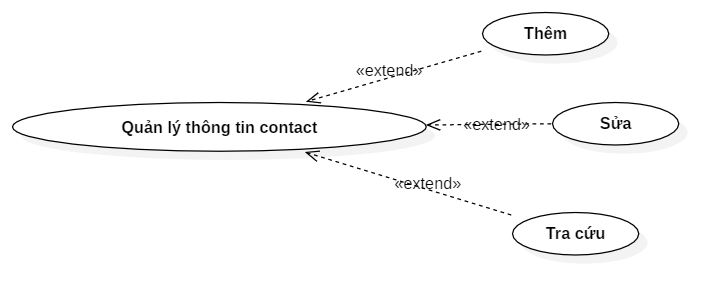 Thêm
«extend»
Quản lý thông tin contact
«extend»
Sửa
«extend»
Tra cứu